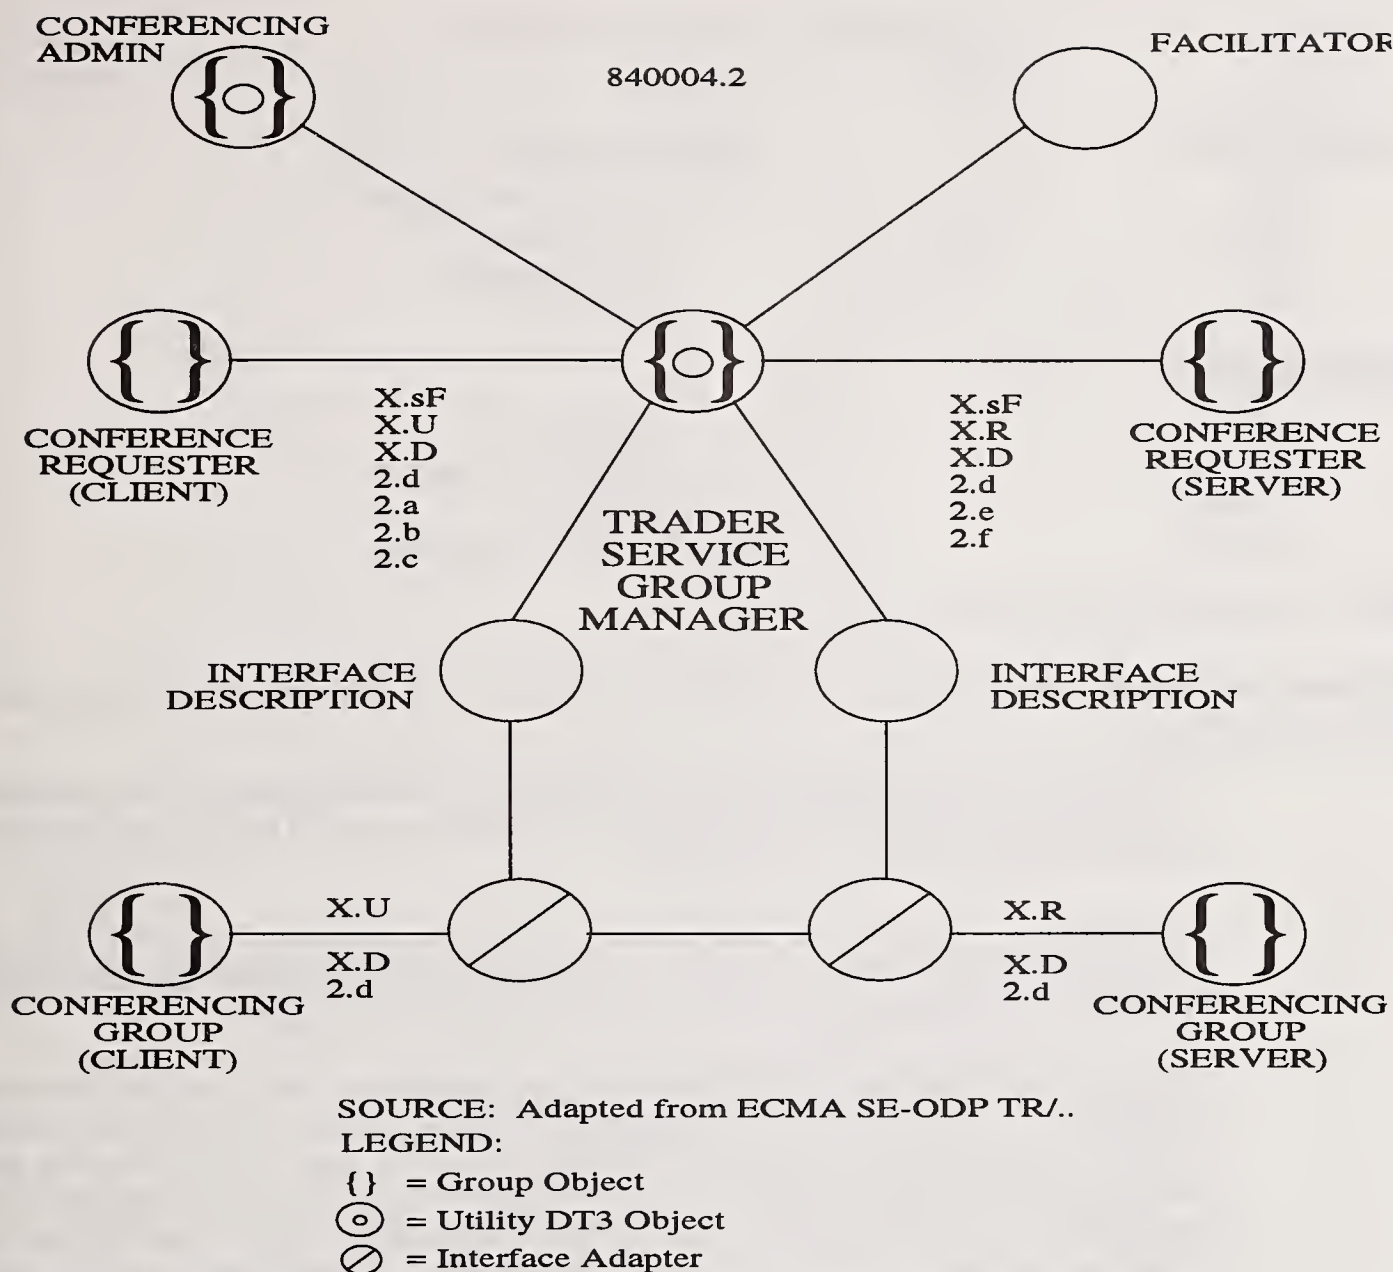 CONFERENCING
ADMIN
840004.2
FACILITATOR
X.sF
X.U
X.D
2.d
2.a
2.b
2.c
CONFERENCE
REQUESTER
(CLIENT)
X.sF
X.R
X.D
2.d
2.e
2.f
CONFERENCE
REQUESTER
(SERVER)
TRADER
SERVICE
GROUP
MANAGER
INTERFACE
DESCRIPTION
INTERFACE
DESCRIPTION
X.U
X.D
2.d
X.R
X.D
2.d
CONFERENCING
GROUP
(CLIENT)
CONFERENCING
GROUP
(SERVER)
SOURCE: Adapted from ECMA SE-ODP TR/..
LEGEND:
{ } = Group Object
= Utility DT3 Object
= Interface Adapter